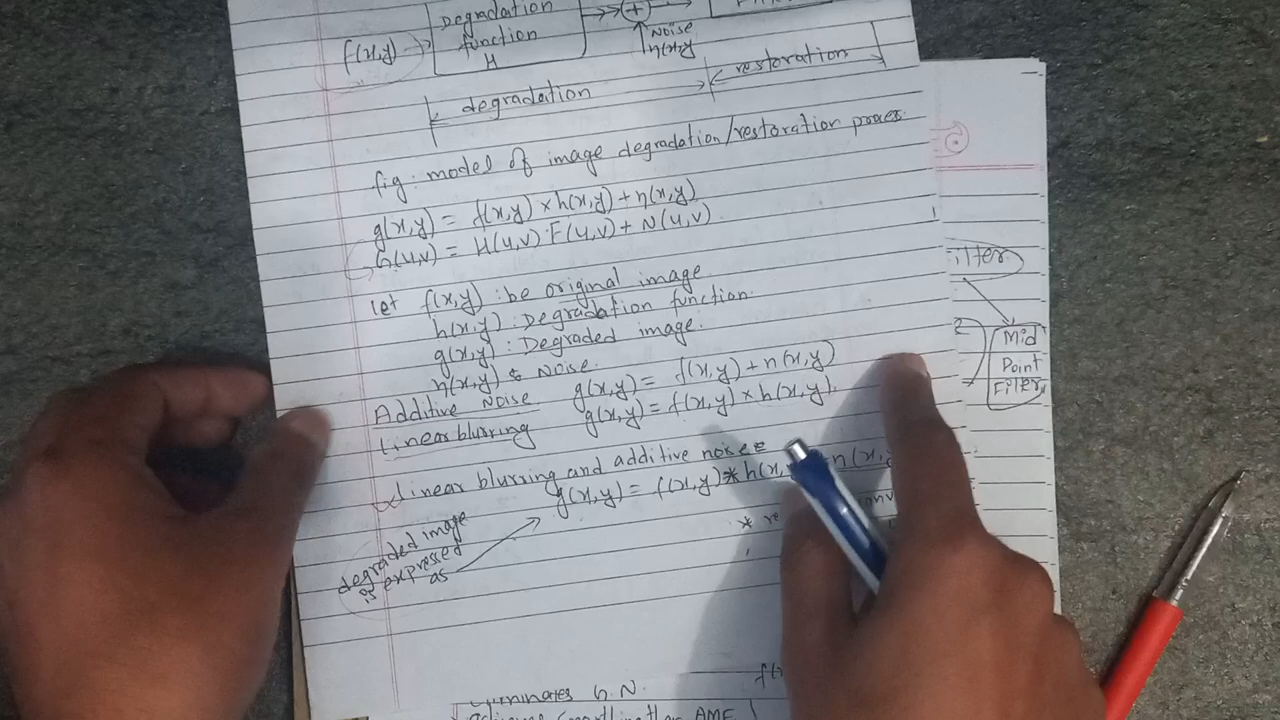 Degradation
function
H
f(x,y)
Noise
η(x,y)
restoration
degradation
fig: model of image degradation/restoration proces.
g(x,y) = f(x,y) × h(x,y) + η(x,y)
G(u,v) = H(u,v) F(u,v) + N(u,v)
let f(x,y) : be original image
h(x,y) : Degradation function.
g(x,y) : Degraded image.
η(x,y) & Noise.
Additive Noise g(x,y) = f(x,y) + η(x,y)
linear blurring g(x,y) = f(x,y) × h(x,y).
linear blurring and additive noise
g(x,y) = f(x,y) * h(x,
degraded image
is expressed
as
Filter
2
Mid
Point
Filter
G.N.